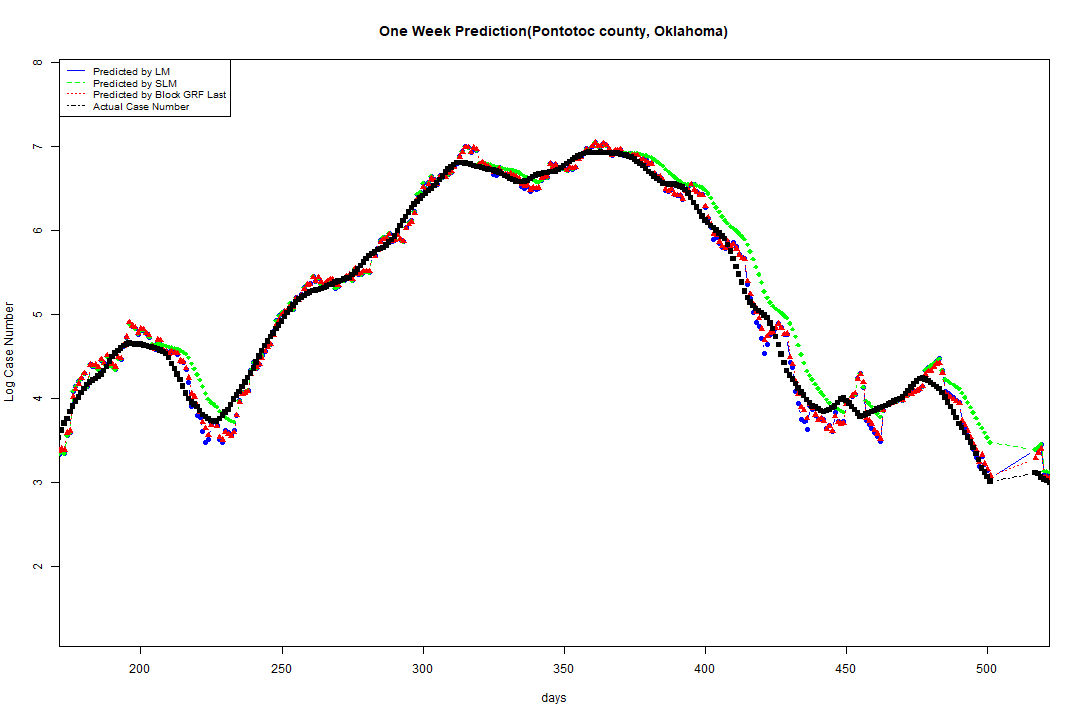 One Week Prediction(Pontotoc county, Oklahoma)
Predicted by LM
Predicted by SLM
Predicted by Block GRF Last
Actual Case Number
Log Case Number
8
7
6
5
4
3
2
200 250 300 350 400 450 500
days